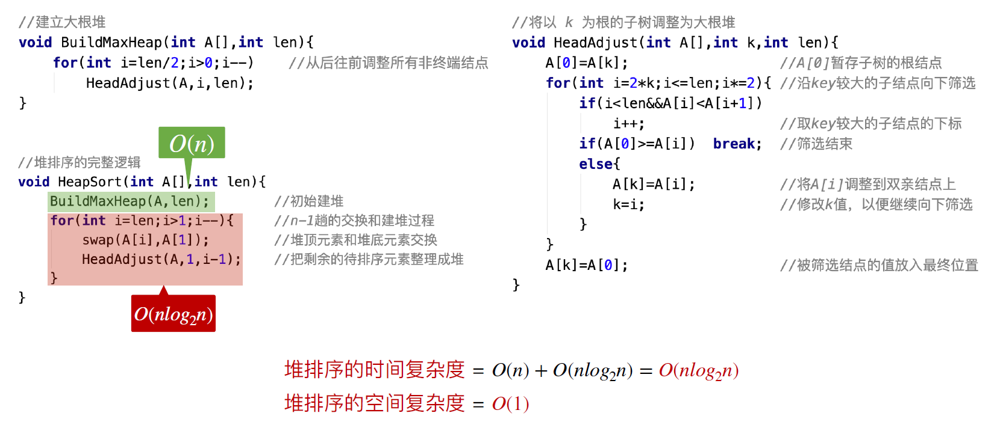 //建立大根堆
void BuildMaxHeap(int A[],int len){
for(int i=len/2;i>0;i--) //从后往前调整所有非终端结点
HeadAdjust(A,i,len);
}
O(n)
//堆排序的完整逻辑
void HeapSort(int A[],int len){
BuildMaxHeap(A,len); //初始建堆
for(int i=len;i>1;i--){ //n-1趟的交换和建堆过程
swap(A[i],A[1]); //堆顶元素和堆底元素交换
HeadAdjust(A,1,i-1); //把剩余的待排序元素整理成堆
}
}
O(nlog₂n)
//将以 k 为根的子树调整为大根堆
void HeadAdjust(int A[],int k,int len){
A[0]=A[k]; //A[0]暂存子树的根结点
for(int i=2*k;i<=len;i*=2){ //沿key较大的子结点向下筛选
if(i<len&&A[i]<A[i+1])
i++; //取key较大的子结点的下标
if(A[0]>=A[i]) break; //筛选结束
else{
A[k]=A[i]; //将A[i]调整到双亲结点上
k=i; //修改k值，以便继续向下筛选
}
}
A[k]=A[0]; //被筛选结点的值放入最终位置
}
堆排序的时间复杂度 = O(n) + O(nlog₂n) = O(nlog₂n)
堆排序的空间复杂度 = O(1)